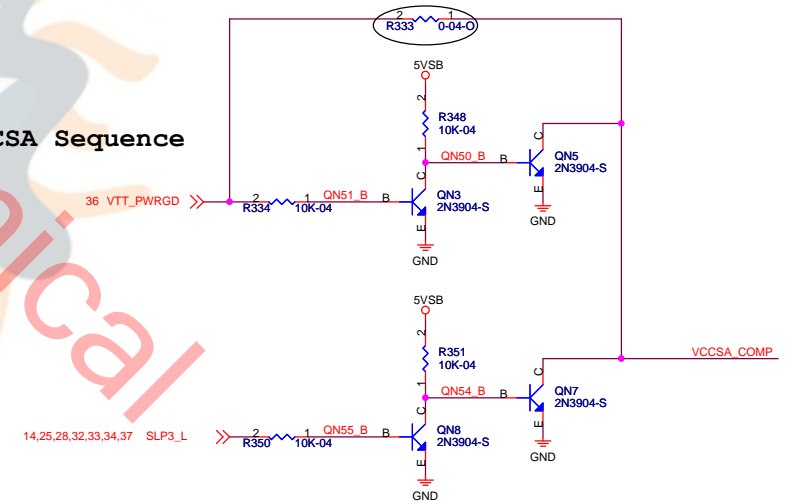 2 1
R333 0-04-O
5VSB
2
R348
10K-04
1
CSA Sequence
QN50_B B C
QN5
2N3904-S
E
GND
36 VTT_PWRGD
2 1
R334 10K-04
QN51_B B C
QN3
2N3904-S
E
GND
5VSB
2
R351
10K-04
1
VCCSA_COMP
QN54_B B C
QN7
2N3904-S
E
GND
14,25,28,32,33,34,37 SLP3_L
2 1
R350 10K-04
QN55_B B C
QN8
2N3904-S
E
GND
ical